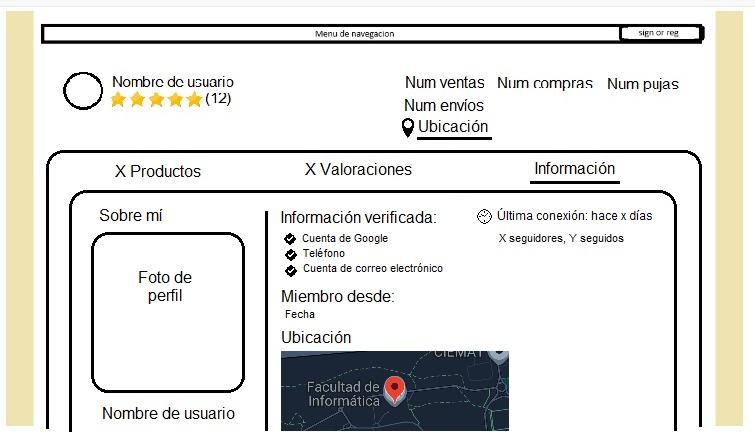 Menu de navegacion
sign or reg
Nombre de usuario
(12)
Num ventas Num compras Num pujas
Num envíos
Ubicación
X Productos
X Valoraciones
Información
Sobre mí
Foto de
perfil
Nombre de usuario
Información verificada:
Cuenta de Google
Teléfono
Cuenta de correo electrónico
Miembro desde:
Fecha
Ubicación
CIEMAT
Facultad de
Informática
Última conexión: hace x días
X seguidores, Y seguidos